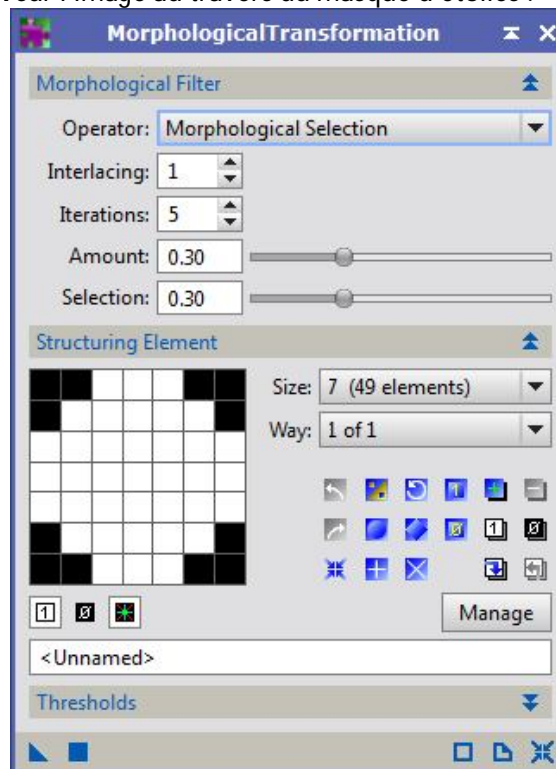 MorphologicalTransformation
Morphological Filter
Operator: Morphological Selection
Interlacing: 1
Iterations: 5
Amount: 0.30
Selection: 0.30
Structuring Element
Size: 7 (49 elements)
Way: 1 of 1
Manage
<Unnamed>
Thresholds